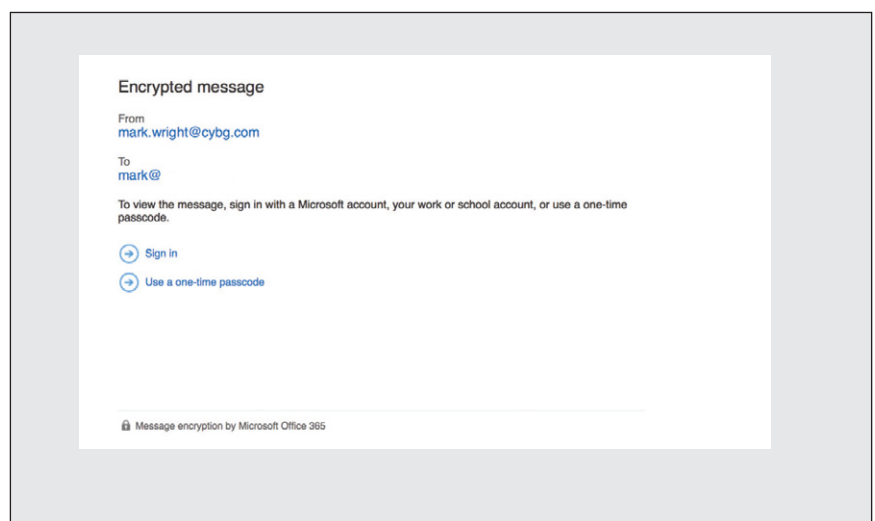 Encrypted message
From
mark.wright@cybg.com
To
mark@
To view the message, sign in with a Microsoft account, your work or school account, or use a one-time
passcode.
Sign in
Use a one-time passcode
Message encryption by Microsoft Office 365